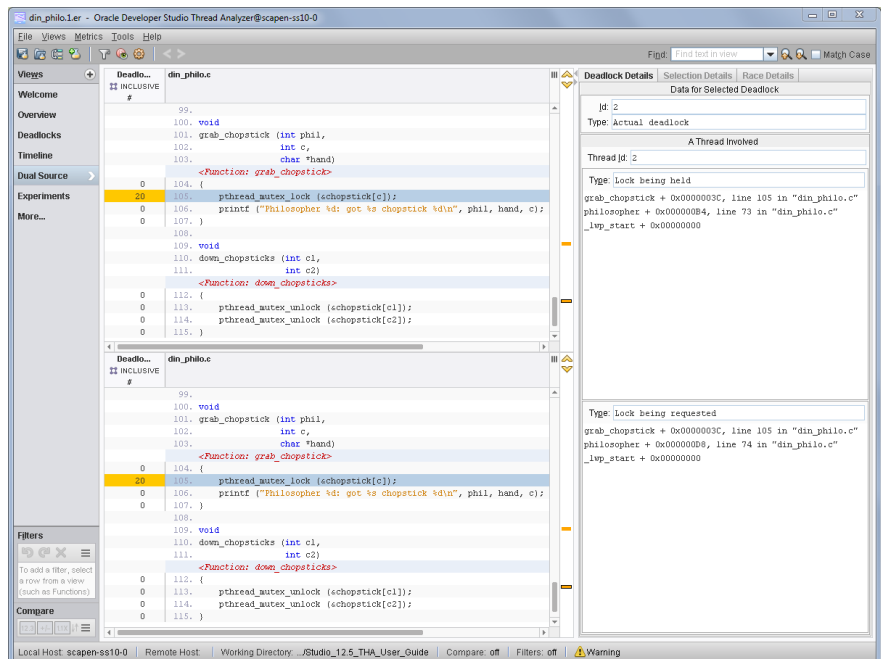 din_philo.1.er - Oracle Developer Studio Thread Analyzer@scapen-ss10-0
File Views Metrics Tools Help
Find: Find text in view Match Case
Views
Welcome
Overview
Deadlocks
Timeline
Dual Source
Experiments
More...
Filters
To add a filter, select
a row from a view
(such as Functions)
Compare
Deadlo... din_philo.c
INCLUSIVE
#
99.
100. void
101. grab_chopstick (int phil,
102. int c,
103. char *hand)
<Function: grab_chopstick>
0 104. {
20 105. pthread_mutex_lock (&chopstick[c]);
0 106. printf ("Philosopher %d: got %s chopstick %d\n", phil, hand, c);
0 107. }
108.
109. void
110. down_chopsticks (int c1,
111. int c2)
<Function: down_chopsticks>
0 112. {
0 113. pthread_mutex_unlock (&chopstick[c1]);
0 114. pthread_mutex_unlock (&chopstick[c2]);
0 115. }
Deadlo... din_philo.c
INCLUSIVE
#
99.
100. void
101. grab_chopstick (int phil,
102. int c,
103. char *hand)
<Function: grab_chopstick>
0 104. {
20 105. pthread_mutex_lock (&chopstick[c]);
0 106. printf ("Philosopher %d: got %s chopstick %d\n", phil, hand, c);
0 107. }
108.
109. void
110. down_chopsticks (int c1,
111. int c2)
<Function: down_chopsticks>
0 112. {
0 113. pthread_mutex_unlock (&chopstick[c1]);
0 114. pthread_mutex_unlock (&chopstick[c2]);
0 115. }
Deadlock Details Selection Details Race Details
Data for Selected Deadlock
Id: 2
Type: Actual deadlock
A Thread Involved
Thread Id: 2
Type: Lock being held
grab_chopstick + 0x0000003C, line 105 in "din_philo.c"
philosopher + 0x000000B4, line 73 in "din_philo.c"
_lwp_start + 0x00000000
Type: Lock being requested
grab_chopstick + 0x0000003C, line 105 in "din_philo.c"
philosopher + 0x000000D8, line 74 in "din_philo.c"
_lwp_start + 0x00000000
Local Host: scapen-ss10-0 Remote Host: Working Directory: .../Studio_12.5_THA_User_Guide Compare: off Filters: off Warning